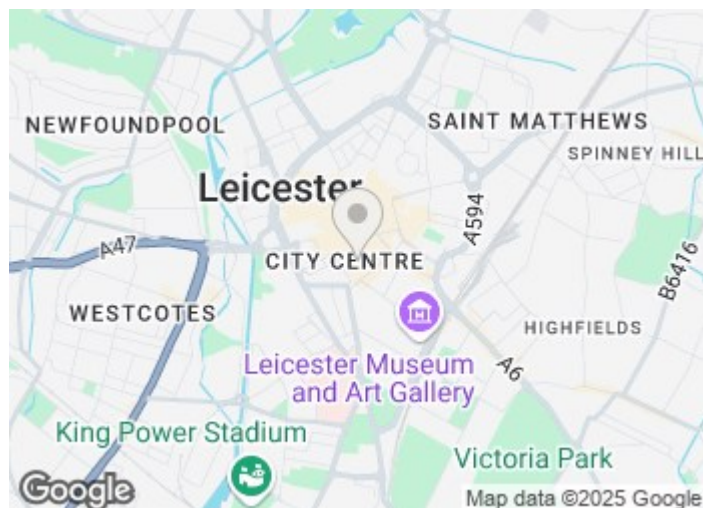 NEWFOUNDPOOL
SAINT MATTHEWS
SPINNEY HILL
Leicester
A594
A47
CITY CENTRE
B6416
WESTCOTES
HIGHFIELDS
Leicester Museum
and Art Gallery
A6
King Power Stadium
Victoria Park
Google
Map data ©2025 Google